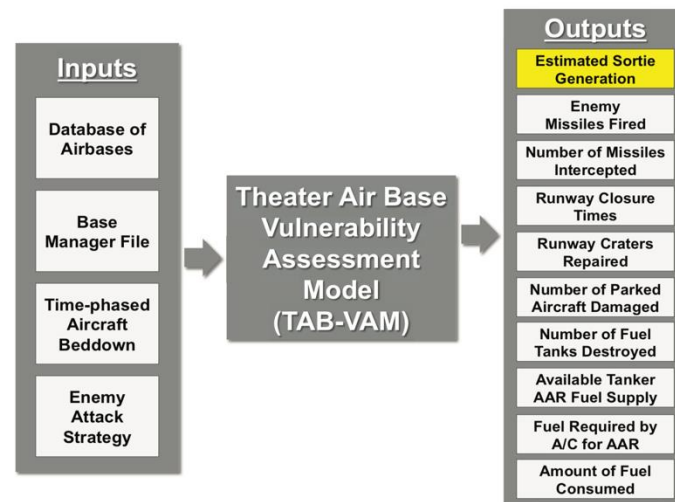 Inputs
Database of
Airbases
Base
Manager File
Time-phased
Aircraft
Beddown
Enemy
Attack
Strategy
Theater Air Base
Vulnerability
Assessment
Model
(TAB-VAM)
Outputs
Estimated Sortie
Generation
Enemy
Missiles Fired
Number of Missiles
Intercepted
Runway Closure
Times
Runway Craters
Repaired
Number of Parked
Aircraft Damaged
Number of Fuel
Tanks Destroyed
Available Tanker
AAR Fuel Supply
Fuel Required by
A/C for AAR
Amount of Fuel
Consumed